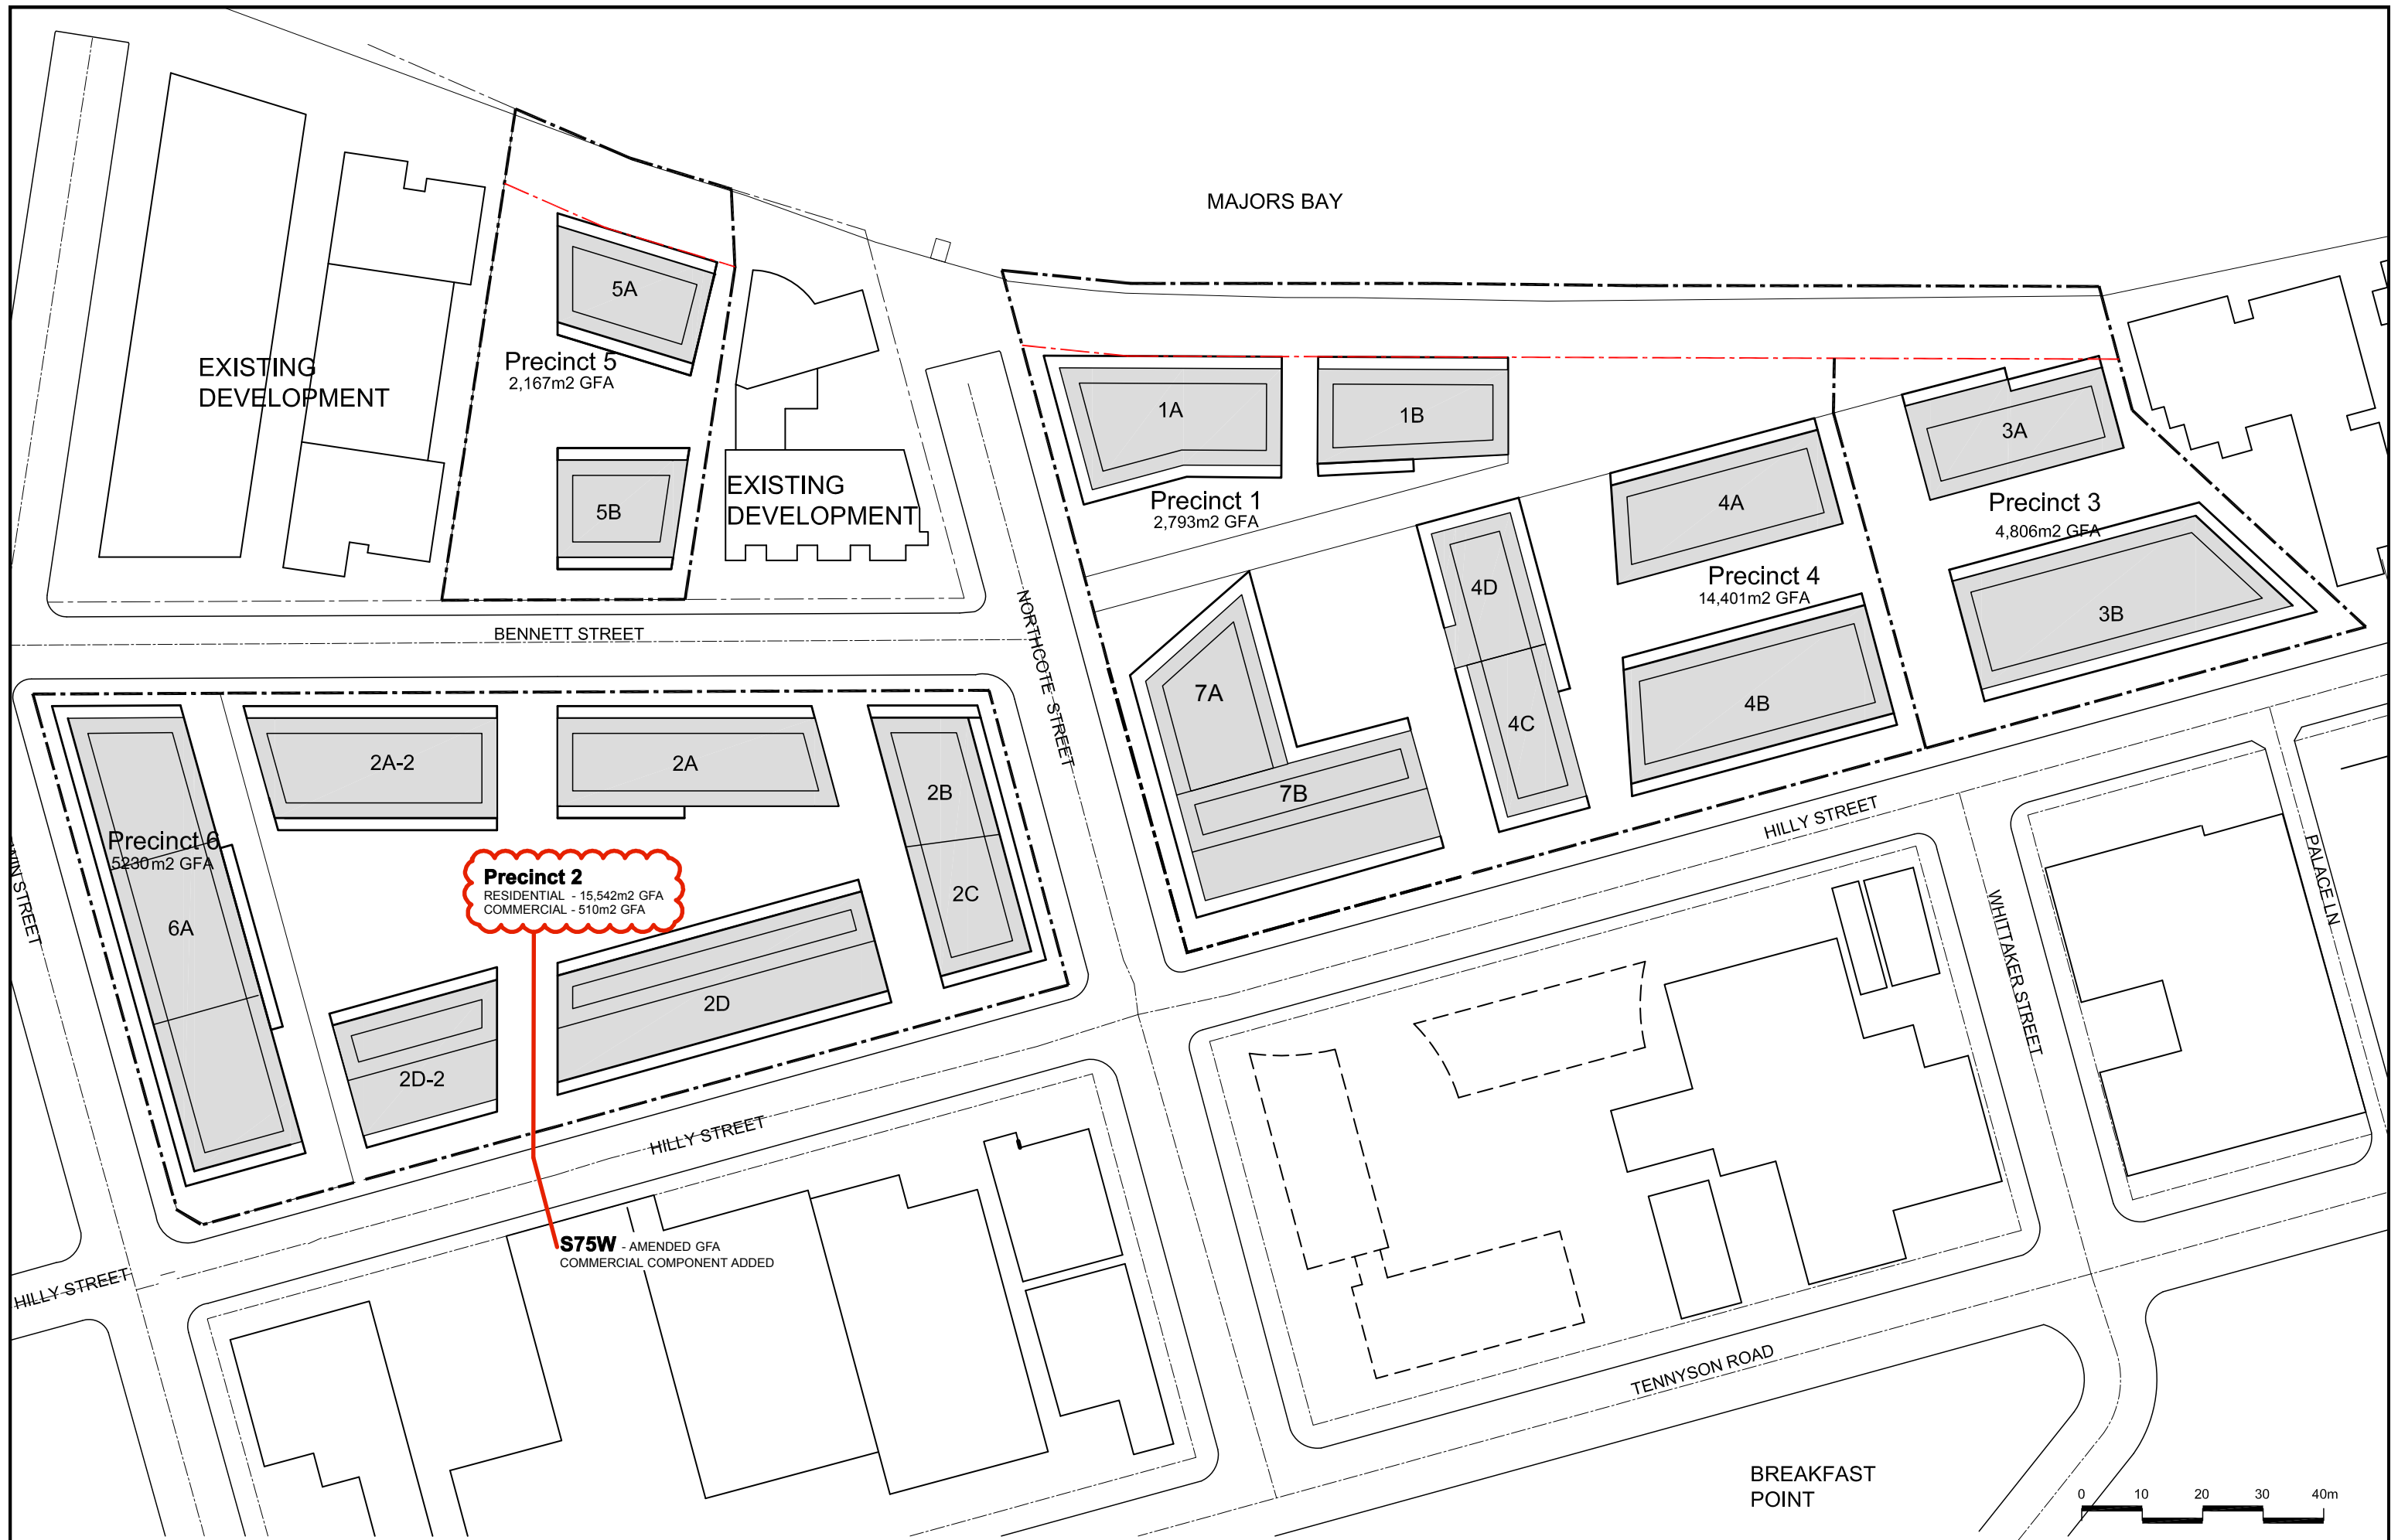 MAJORS BAY
5A
EXISTING
DEVELOPMENT
Precinct 5
2,167m2 GFA
5B
EXISTING
DEVELOPMENT
1A
1B
Precinct 1
2,793m2 GFA
3A
Precinct 3
4,806m2 GFA
3B
4A
Precinct 4
14,401m2 GFA
4D
4C
4B
7A
7B
BENNETT STREET
NORTHCOTE STREET
2A-2
2A
2B
2C
Precinct 6
5230m2 GFA
6A
Precinct 2
RESIDENTIAL - 15,542m2 GFA
COMMERCIAL - 510m2 GFA
2D
2D-2
WIN STREET
HILLY STREET
HILLY STREET
HILLY STREET
WHITTAKER STREET
PALACE LN
S75W - AMENDED GFA
COMMERCIAL COMPONENT ADDED
TENNYSON ROAD
BREAKFAST
POINT
0 10 20 30 40m